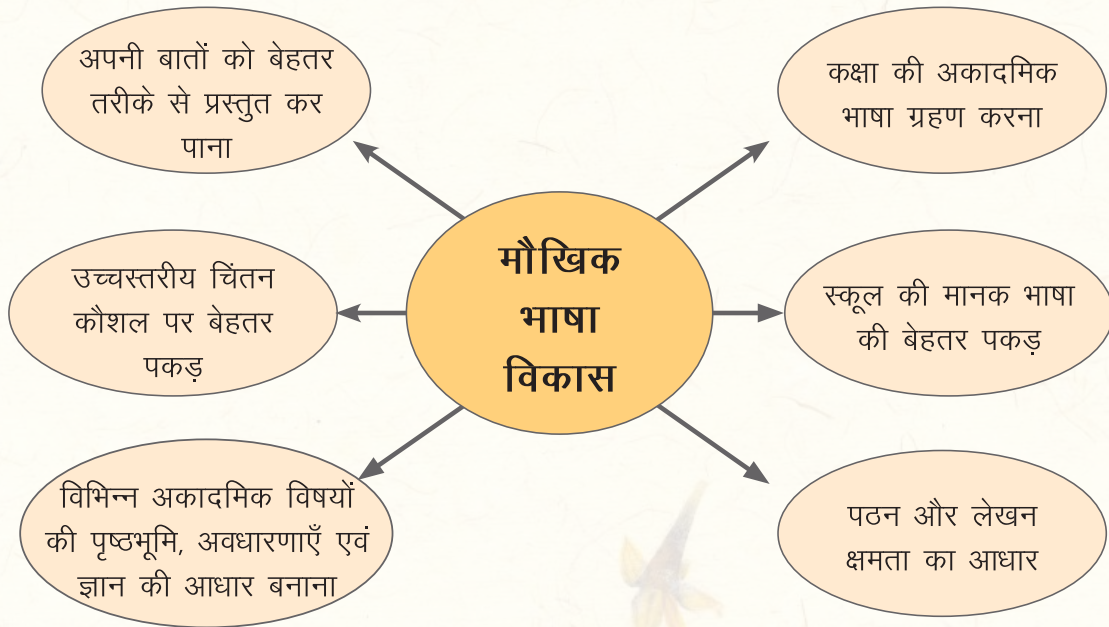 अपनी बातों को बेहतर
तरीके से प्रस्तुत कर
पाना
कक्षा की अकादमिक
भाषा ग्रहण करना
उच्चस्तरीय चिंतन
कौशल पर बेहतर
पकड़
मौखिक
भाषा
विकास
स्कूल की मानक भाषा
की बेहतर पकड़
विभिन्न अकादमिक विषयों
की पृष्ठभूमि, अवधारणाएँ एवं
ज्ञान की आधार बनाना
पठन और लेखन
क्षमता का आधार